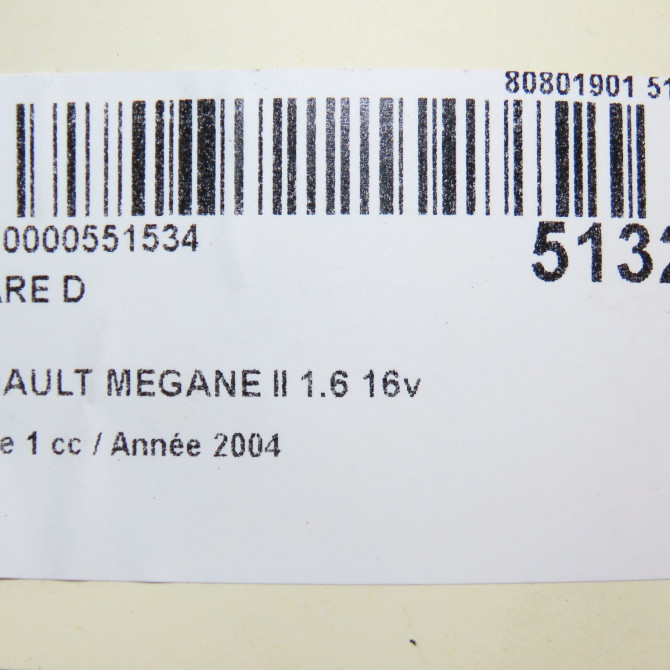 80801901 51
0000551534
5132
ARE D
AULT MEGANE II 1.6 16v
e 1 cc / Année 2004